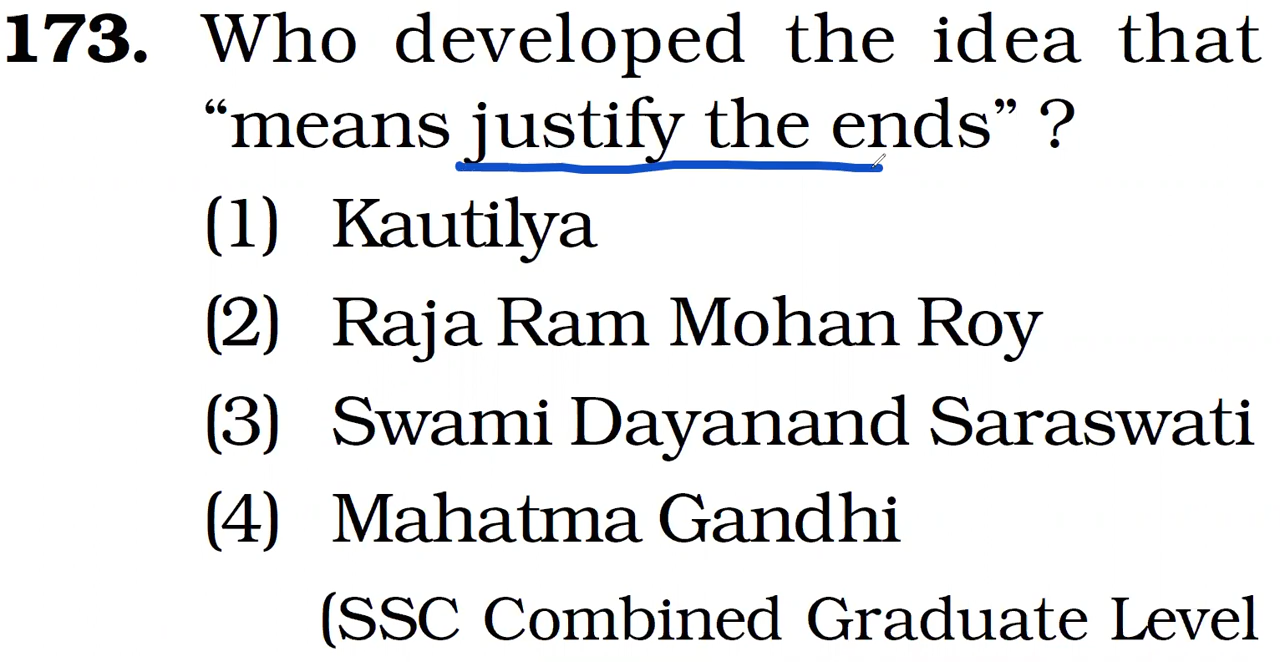 173. Who developed the idea that
“means justify the ends” ?
(1) Kautilya
(2) Raja Ram Mohan Roy
(3) Swami Dayanand Saraswati
(4) Mahatma Gandhi
(SSC Combined Graduate Level